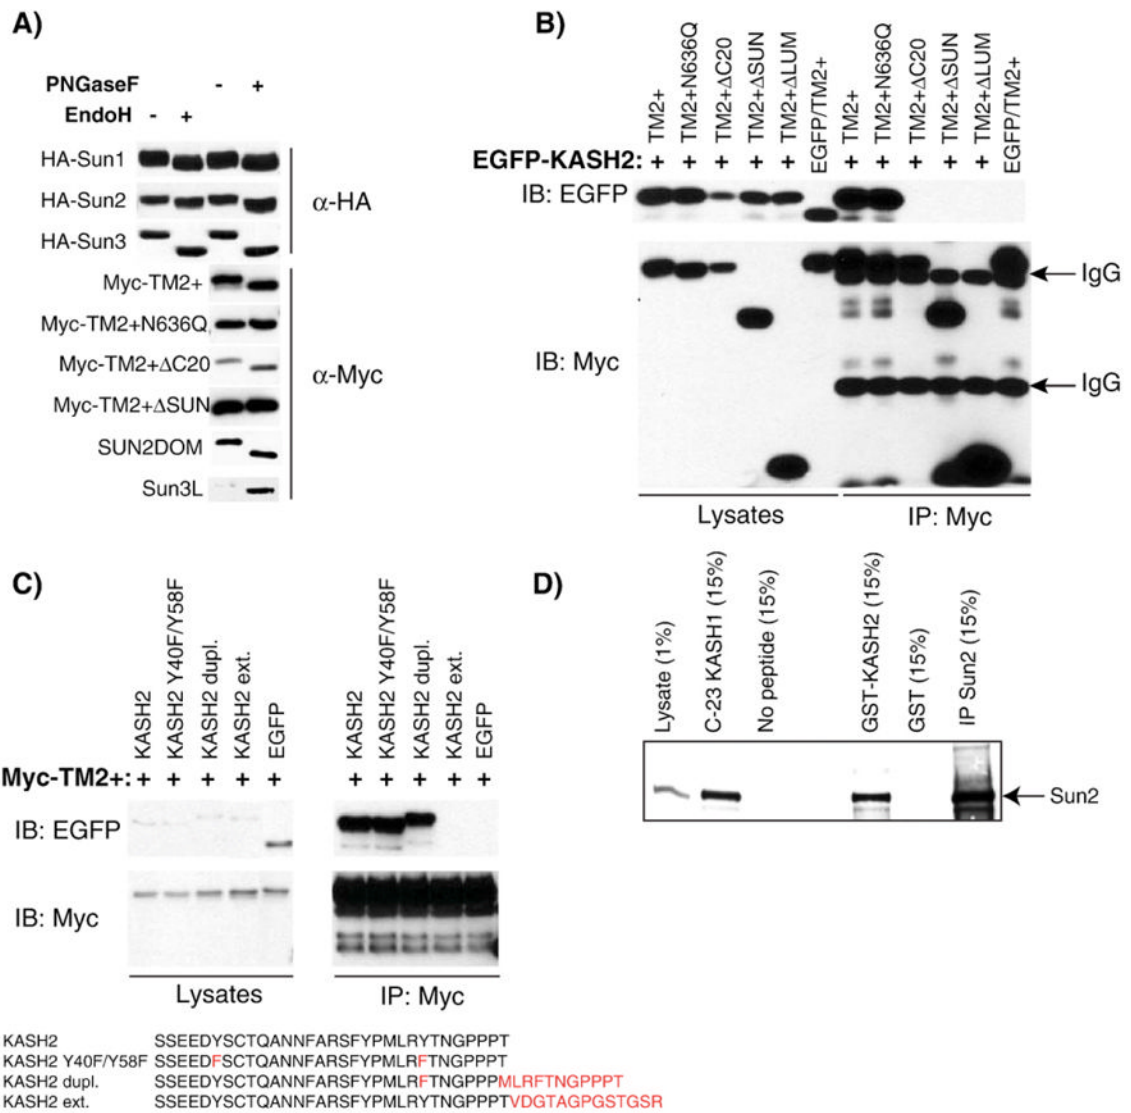 A)
PNGaseF - +
EndoH - +
HA-Sun1
HA-Sun2
HA-Sun3
α-HA
Myc-TM2+
Myc-TM2+N636Q
Myc-TM2+ΔC20
Myc-TM2+ΔSUN
SUN2DOM
Sun3L
α-Myc
B)
TM2+
TM2+N636Q
TM2+ΔC20
TM2+ΔSUN
TM2+ΔLUM
EGFP/TM2+
TM2+
TM2+N636Q
TM2+ΔC20
TM2+ΔSUN
TM2+ΔLUM
EGFP/TM2+
EGFP-KASH2: + + + + + + + + + +
IB: EGFP
IB: Myc
IgG
IgG
Lysates
IP: Myc
C)
KASH2
KASH2 Y40F/Y58F
KASH2 dupl.
KASH2 ext.
EGFP
KASH2
KASH2 Y40F/Y58F
KASH2 dupl.
KASH2 ext.
EGFP
Myc-TM2+: + + + + + + + + + +
IB: EGFP
IB: Myc
Lysates
IP: Myc
D)
Lysate (1%)
C-23 KASH1 (15%)
No peptide (15%)
GST-KASH2 (15%)
GST (15%)
IP Sun2 (15%)
Sun2
KASH2 SSEEDYSCTQANNFARSFYPMLRYTNGPPPT
KASH2 Y40F/Y58F SSEEDFSCTQANNFARSFYPMLRFTNGPPPT
KASH2 dupl. SSEEDYSCTQANNFARSFYPMLRFTNGPPPMLRFTNGPPPT
KASH2 ext. SSEEDYSCTQANNFARSFYPMLRYTNGPPPTVDGTAGPGSTGSR